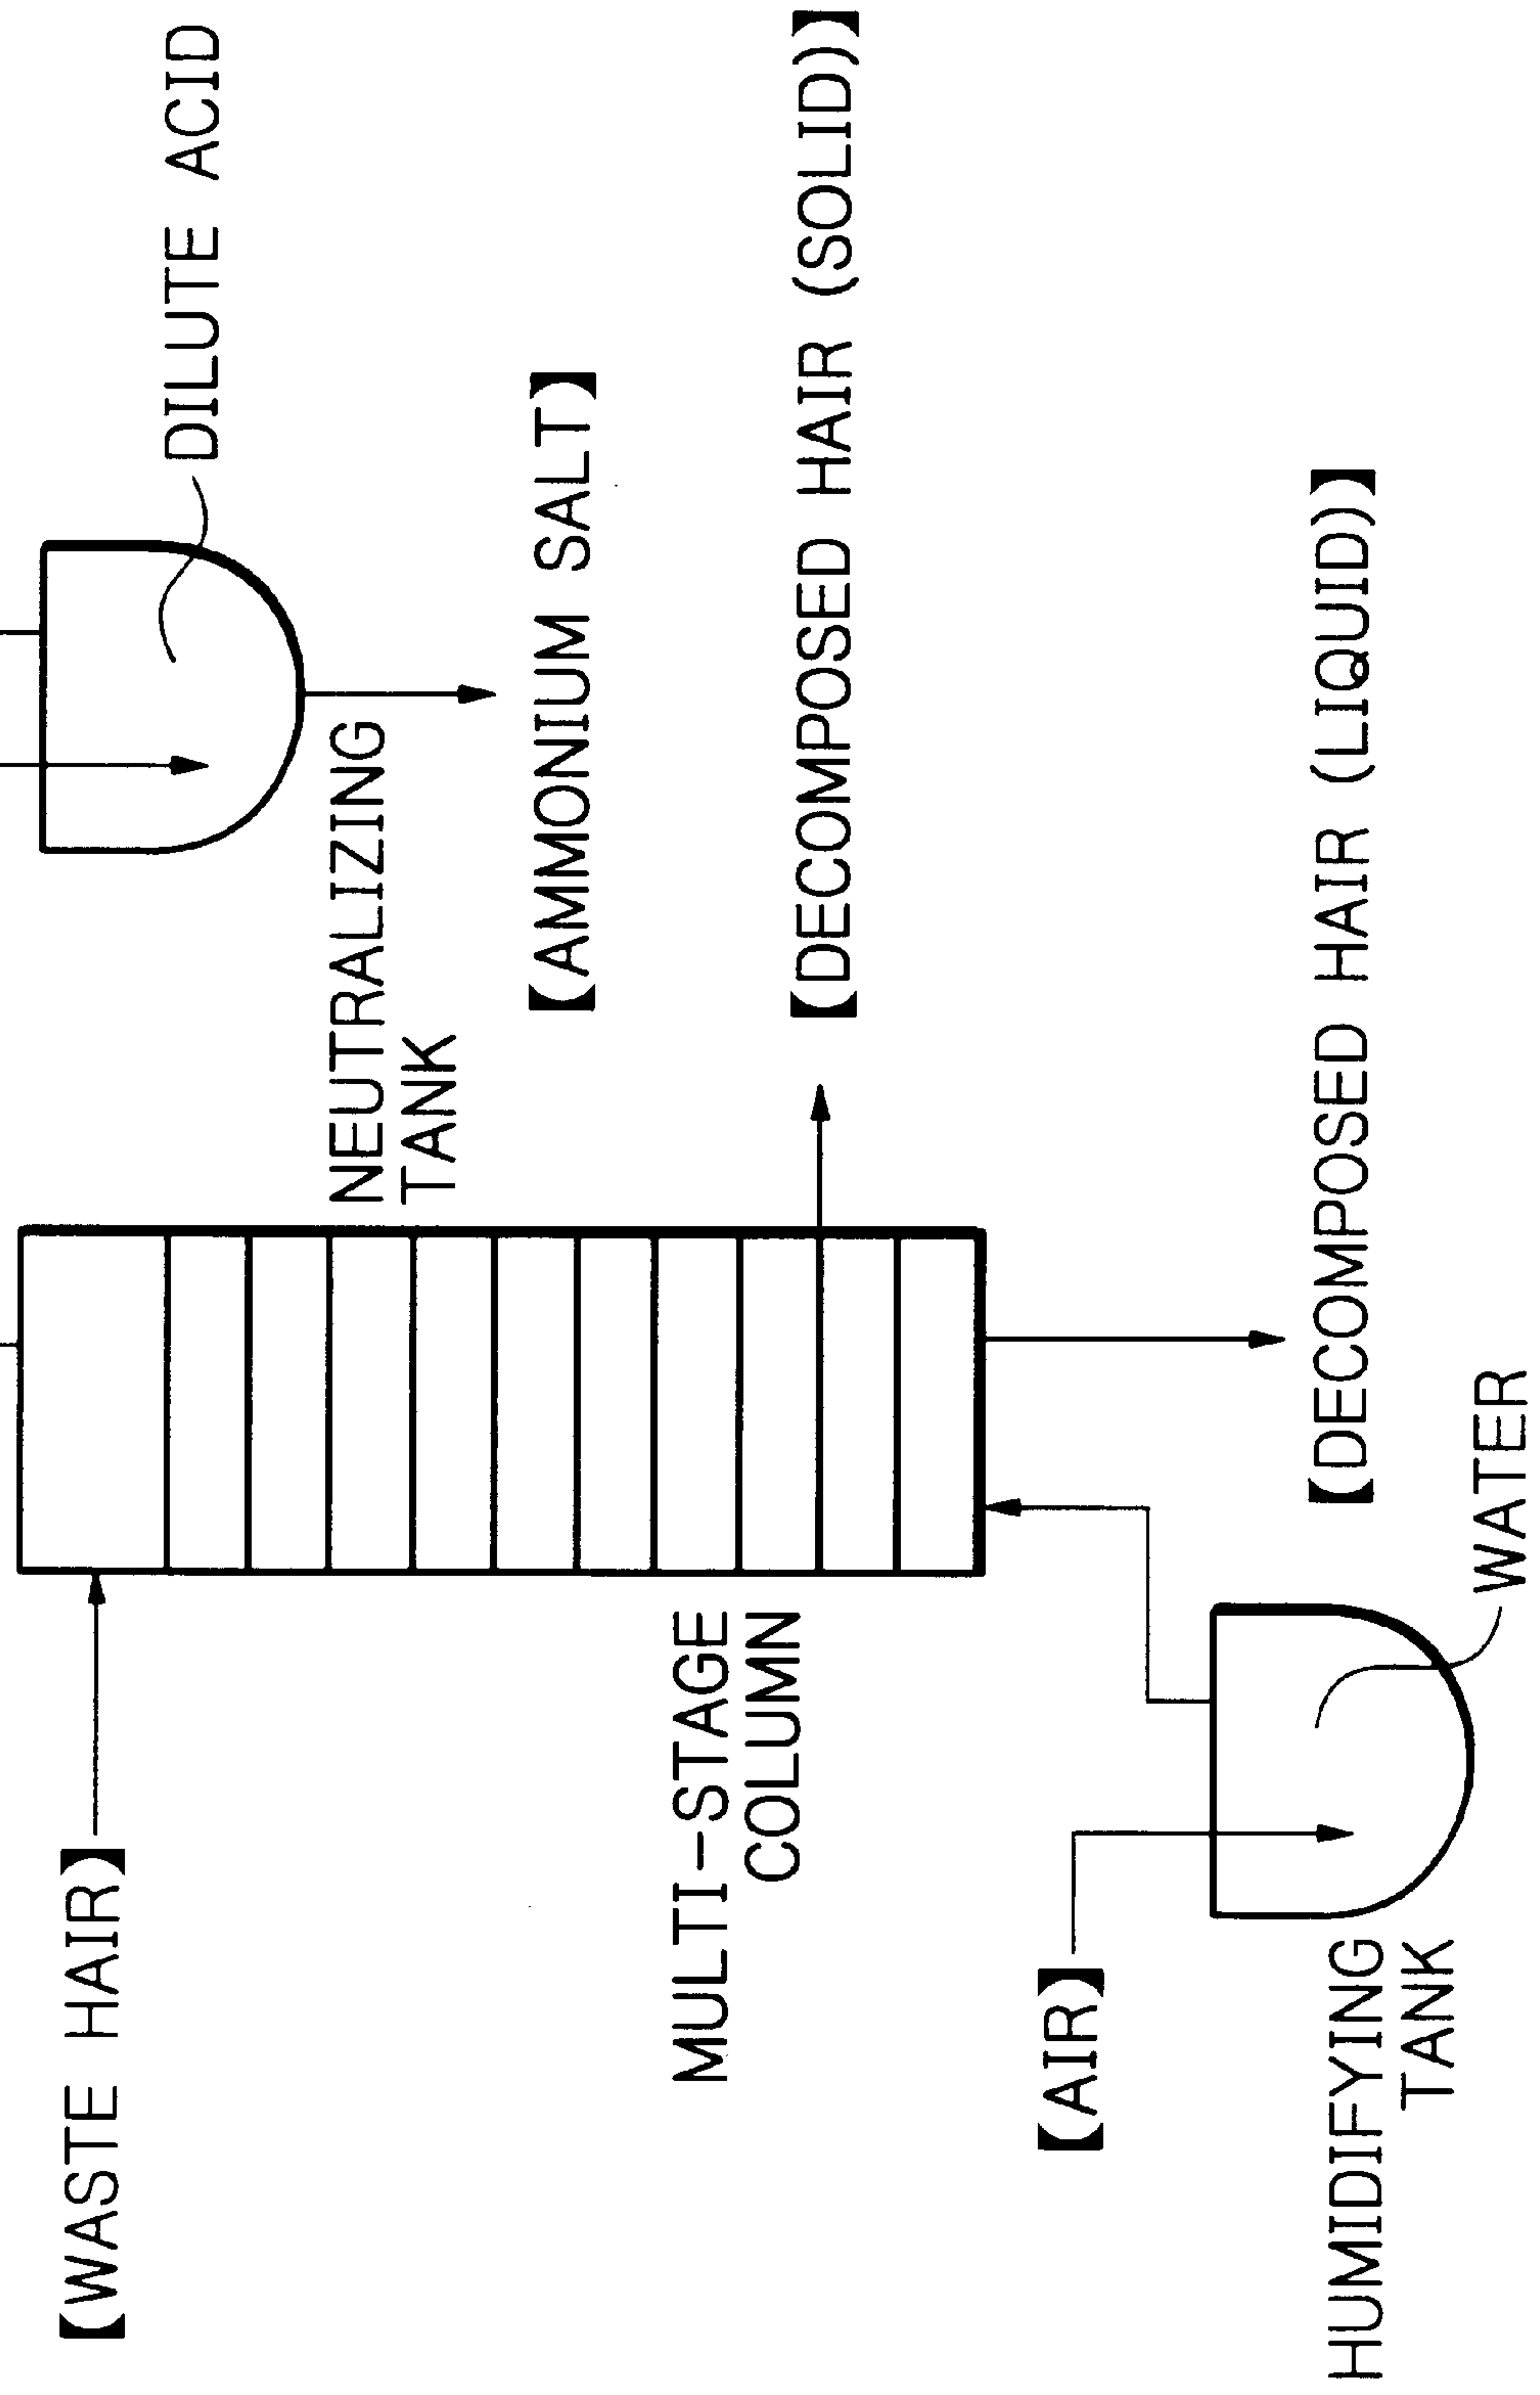 DILUTE ACID
【WASTE HAIR】
NEUTRALIZING
TANK
【AMMONIUM SALT】
MULTI-STAGE
COLUMN
【DECOMPOSED HAIR (SOLID)】
【AIR】
HUMIDIFYING
TANK
【DECOMPOSED HAIR (LIQUID)】
WATER